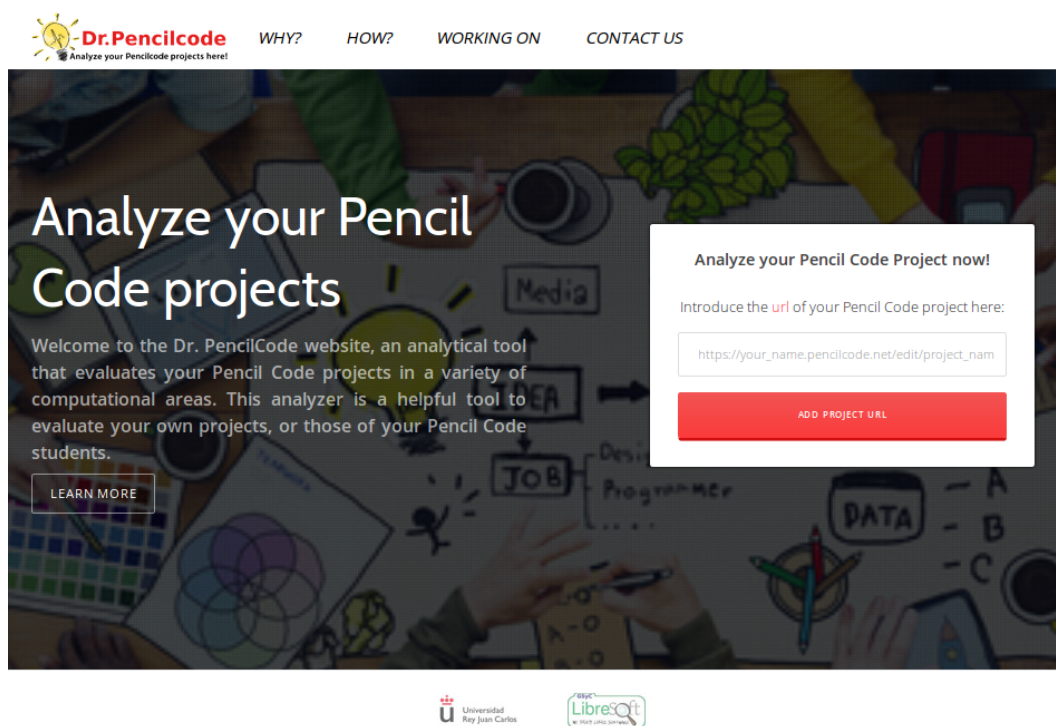 Dr.Pencilcode
Analyze your Pencilcode projects here!
WHY? HOW? WORKING ON CONTACT US
Analyze your Pencil
Code projects
Welcome to the Dr. PencilCode website, an analytical tool
that evaluates your Pencil Code projects in a variety of
computational areas. This analyzer is a helpful tool to
evaluate your own projects, or those of your Pencil Code
students.
LEARN MORE
Analyze your Pencil Code Project now!
Introduce the url of your Pencil Code project here:
https://your_name.pencilcode.net/edit/project_nam
ADD PROJECT URL
Media
IDEA
JOB
Desig
Programmer
DATA
A
B
C
TEAMWORK
A-O
A-O
Universidad
Rey Juan Carlos
GSyC
LibreSoft